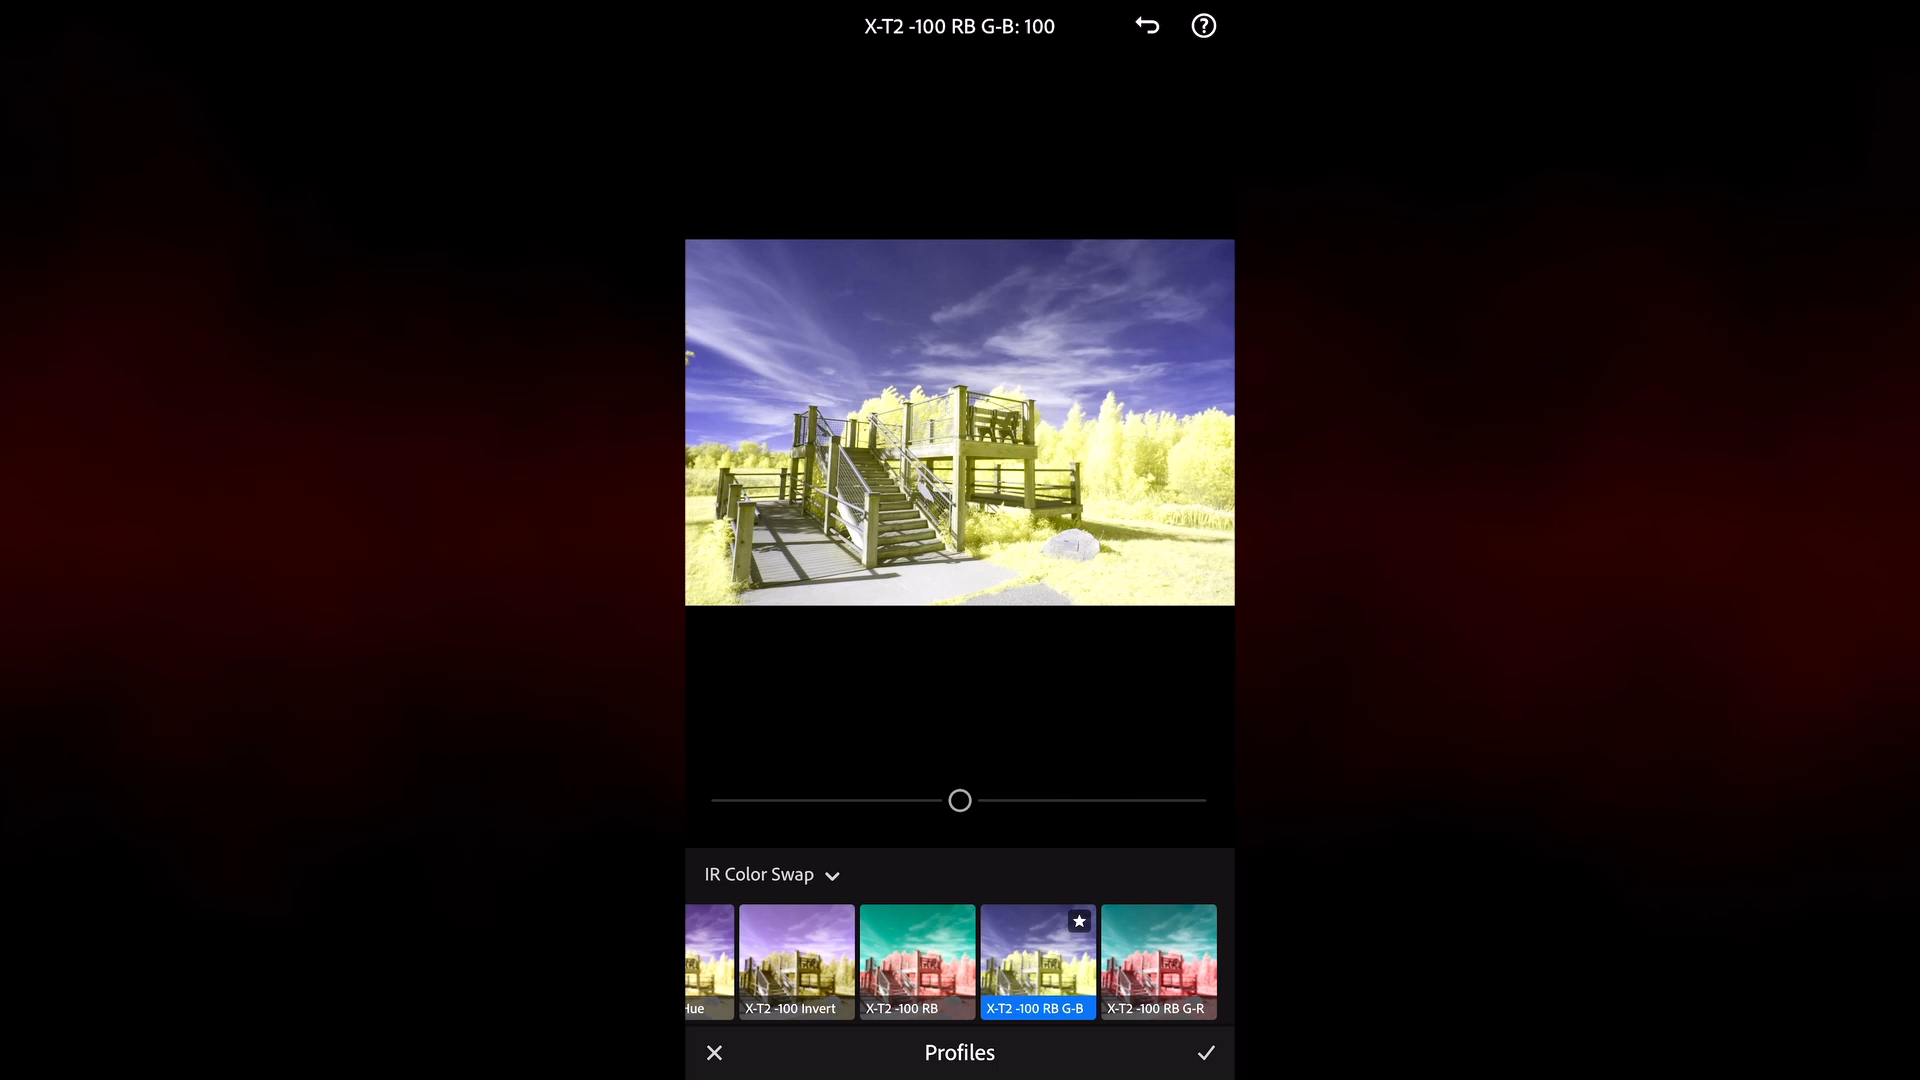 X-T2 -100 RB G-B: 100
IR Color Swap
Hue
X-T2 -100 Invert
X-T2 -100 RB
X-T2 -100 RB G-B
X-T2 -100 RB G-R
Profiles